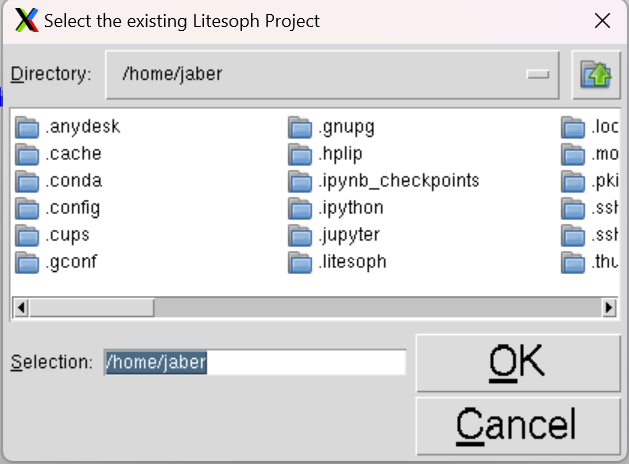 Select the existing Litesoph Project
Directory: /home/jaber
.anydesk .gnupg .loc
.cache .hplip .mo
.conda .ipynb_checkpoints .pki
.config .ipython .ssh
.cups .jupyter .ssh
.gconf .litesoph .thu
Selection: /home/jaber
OK
Cancel